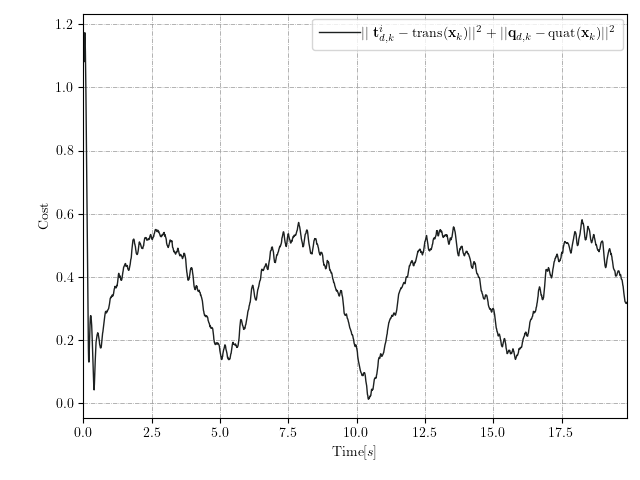 || 𝐭^i_{d,k} − trans(𝐱_k)||² + ||𝐪_{d,k} − quat(𝐱_k)||²
1.2
1.0
0.8
0.6
0.4
0.2
0.0
Cost
0.0 2.5 5.0 7.5 10.0 12.5 15.0 17.5
Time[s]